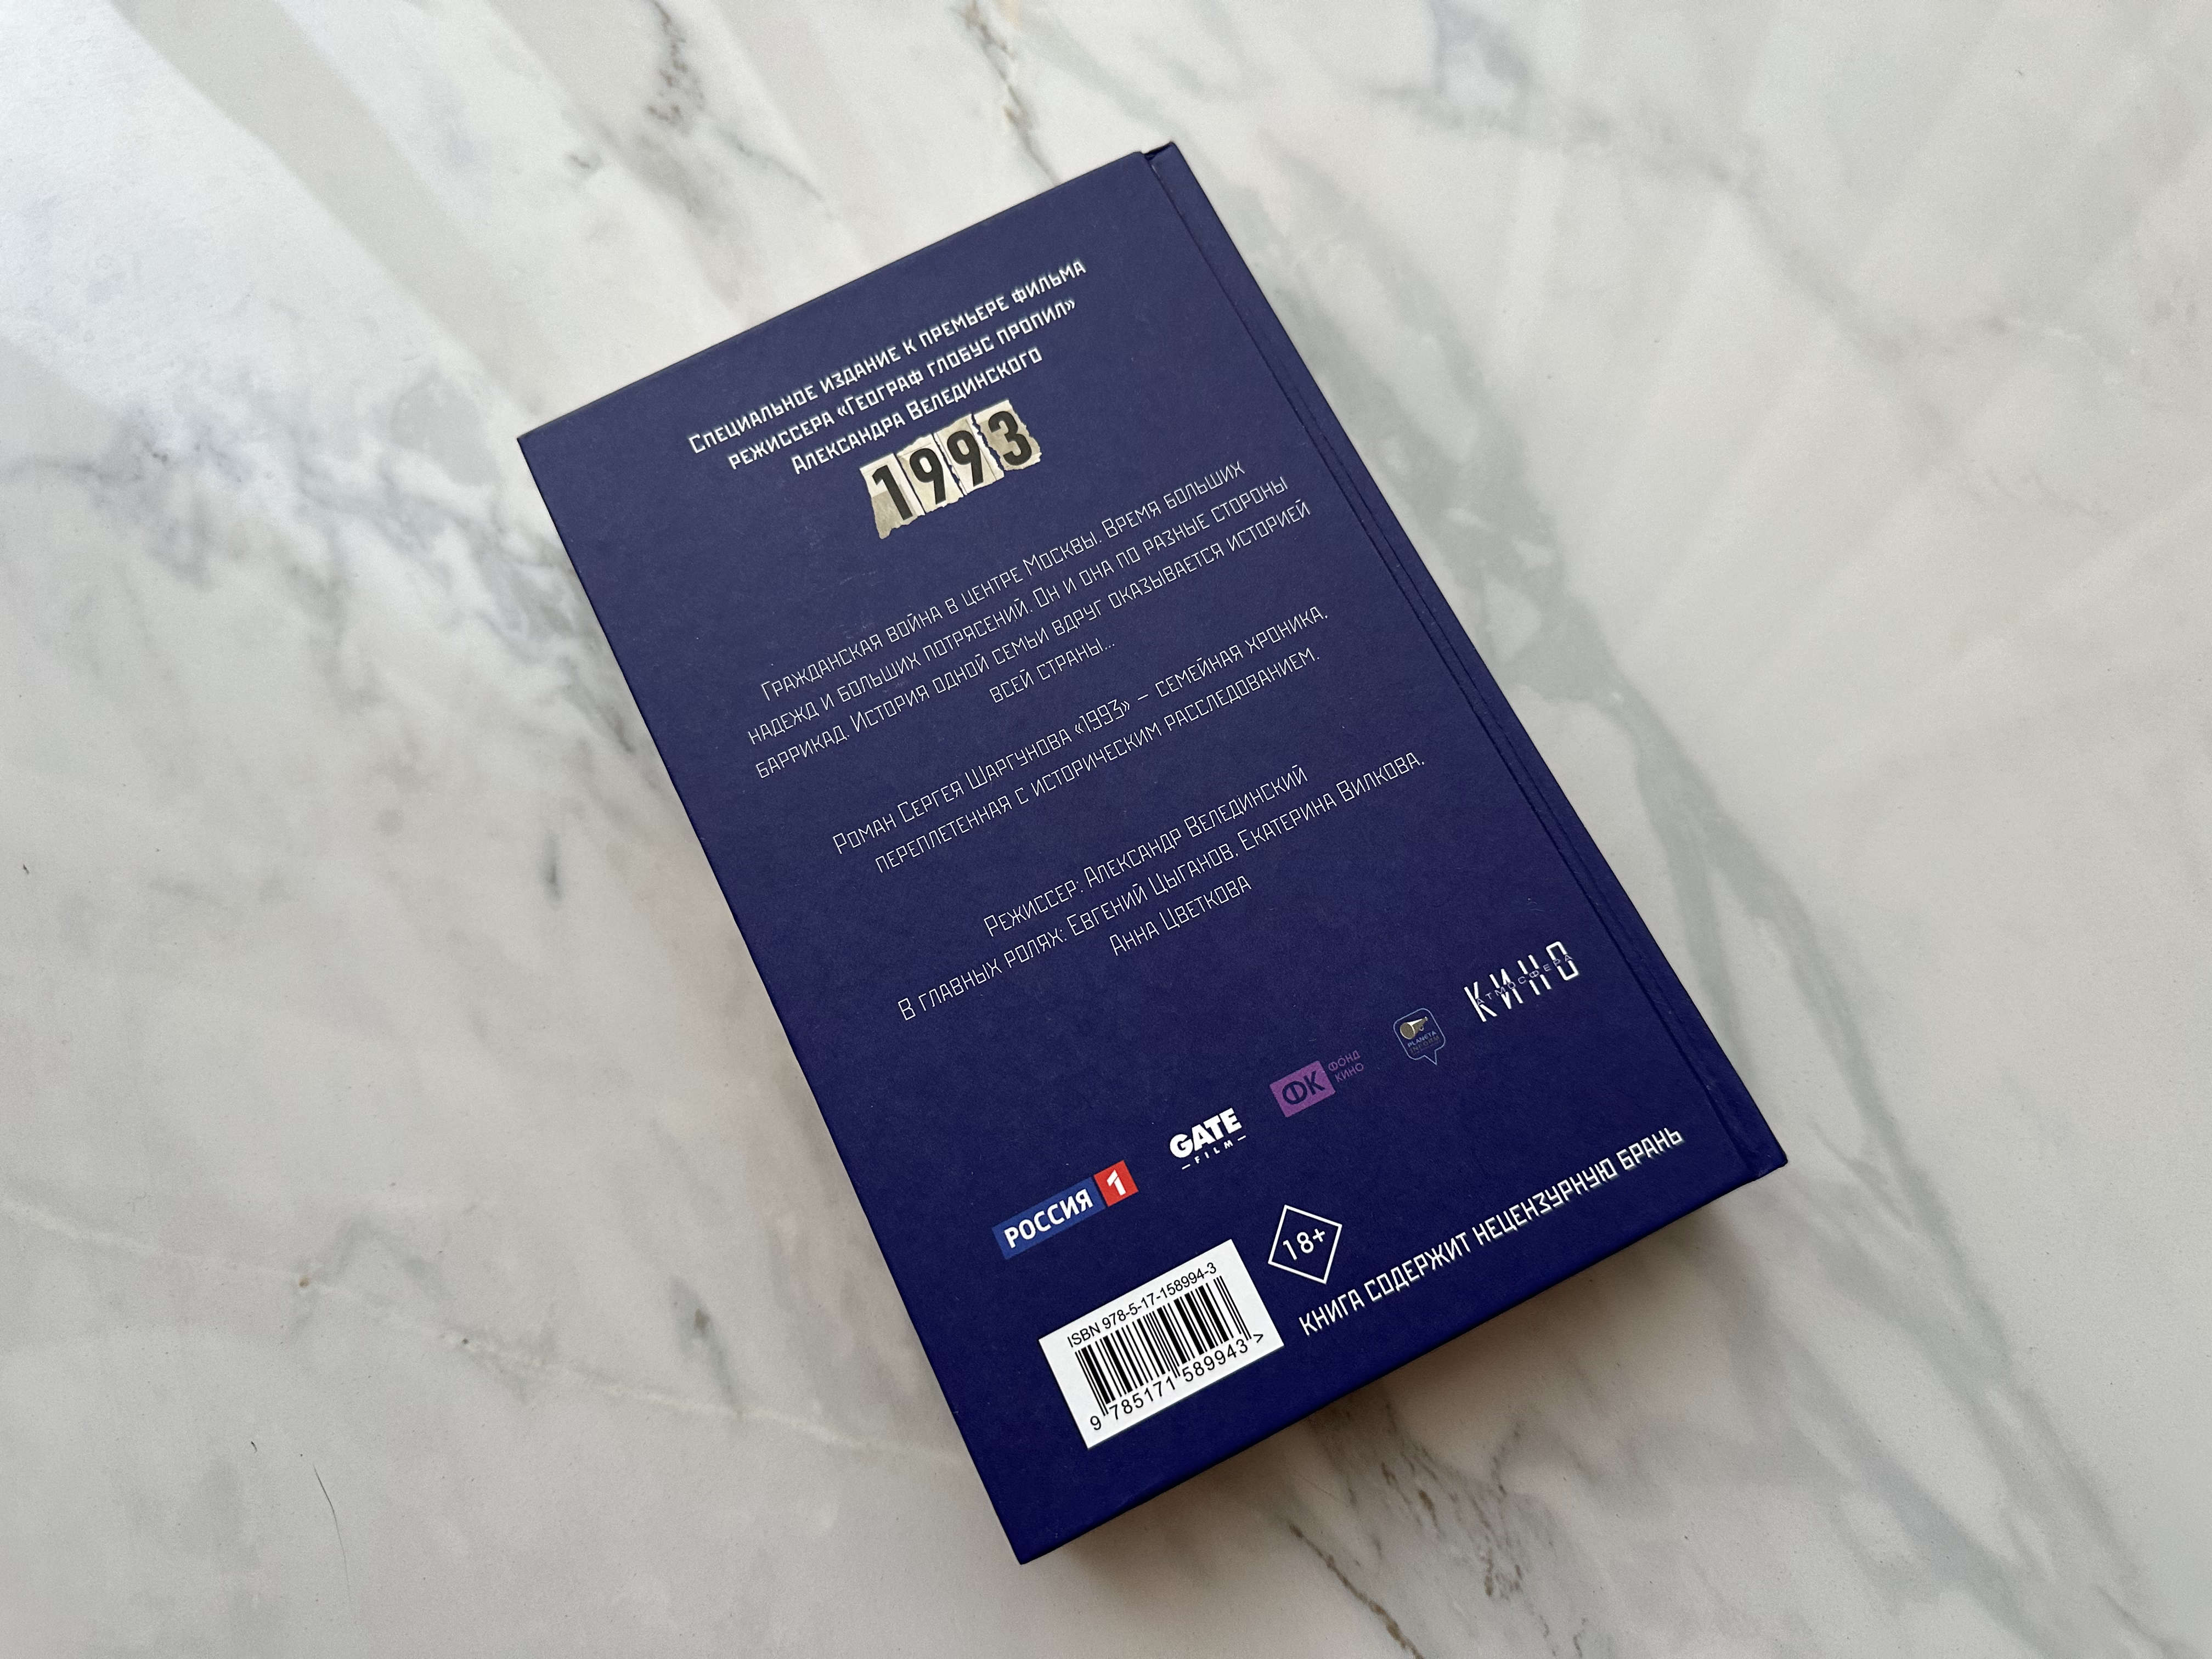 Специальное издание к премьере фильма
режиссера «Географ глобус пропил»
Александра Велединского
1993
Гражданская война в центре Москвы. Время больших
надежд и больших потрясений. Он и она по разные стороны
баррикад. История одной семьи вдруг оказывается историей
всей страны...
Роман Сергея Шаргунова «1993» – семейная хроника,
переплетенная с историческим расследованием.
Режиссер: Александр Велединский
В главных ролях: Евгений Цыганов, Екатерина Вилкова,
Анна Цветкова
РОССИЯ 1
GATE
– FILM –
ФК ФОНД
КИНО
PLANETA
INFORM
КИНО
АТМОСФЕРА
ISBN 978-5-17-158994-3
9 785171 589943 >
18+
КНИГА СОДЕРЖИТ НЕЦЕНЗУРНУЮ БРАНЬ